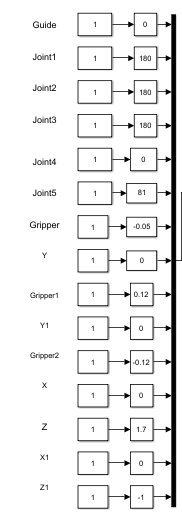 Guide 1 0
Joint1 1 180
Joint2 1 180
Joint3 1 180
Joint4 1 0
Joint5 1 81
Gripper 1 -0.05
Y 1 0
Gripper1 1 0.12
Y1 1 0
Gripper2 1 -0.12
X 1 0
Z 1 1.7
X1 1 0
Z1 1 -1